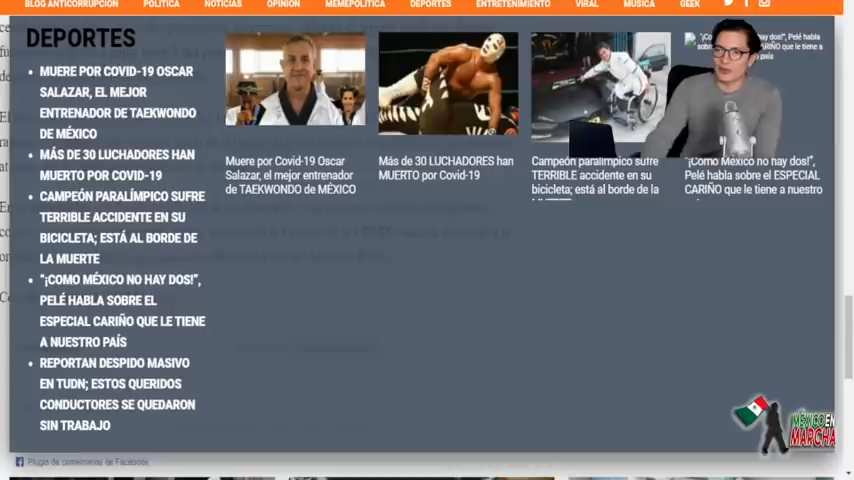 BLOG ANTICORRUPCIÓN POLÍTICA NOTICIAS OPINIÓN MEMEPOLÍTICA DEPORTES ENTRETENIMIENTO VIRAL MÚSICA GEEK
DEPORTES
MUERE POR COVID-19 OSCAR
SALAZAR, EL MEJOR
ENTRENADOR DE TAEKWONDO
DE MÉXICO
MÁS DE 30 LUCHADORES HAN
MUERTO POR COVID-19
CAMPEÓN PARALÍMPICO SUFRE
TERRIBLE ACCIDENTE EN SU
BICICLETA; ESTÁ AL BORDE DE
LA MUERTE
"¡COMO MÉXICO NO HAY DOS!",
PELÉ HABLA SOBRE EL
ESPECIAL CARIÑO QUE LE TIENE
A NUESTRO PAÍS
REPORTAN DESPIDO MASIVO
EN TUDN; ESTOS QUERIDOS
CONDUCTORES SE QUEDARON
SIN TRABAJO
Muere por Covid-19 Oscar
Salazar, el mejor entrenador
de TAEKWONDO de MÉXICO
Más de 30 LUCHADORES han
MUERTO por Covid-19
Campeón paralímpico sufre
TERRIBLE accidente en su
bicicleta; está al borde de la
"¡Como México no hay dos!",
Pelé habla sobre el ESPECIAL
CARIÑO que le tiene a nuestro
MÉXICO EN
MARCHA
Plugin de comentarios de Facebook